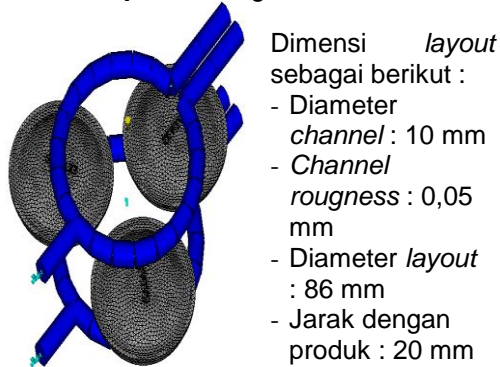 Dimensi layout
sebagai berikut :
- Diameter
channel : 10 mm
- Channel
rougness : 0,05
mm
- Diameter layout
: 86 mm
- Jarak dengan
produk : 20 mm